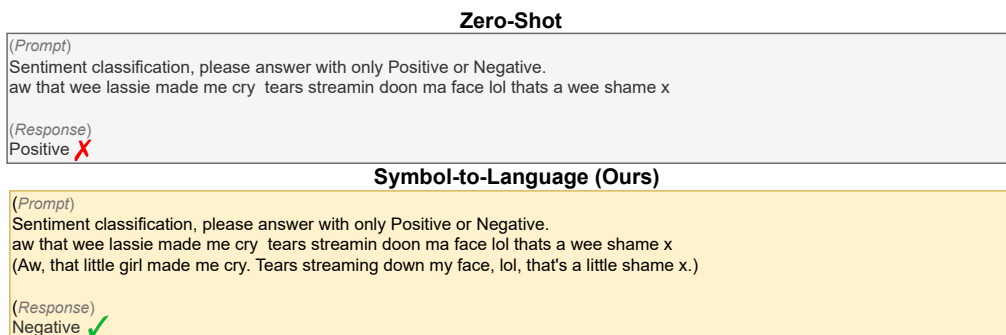 Zero-Shot
(Prompt)
Sentiment classification, please answer with only Positive or Negative.
aw that wee lassie made me cry  tears streamin doon ma face lol thats a wee shame x
(Response)
Positive ✗
Symbol-to-Language (Ours)
(Prompt)
Sentiment classification, please answer with only Positive or Negative.
aw that wee lassie made me cry  tears streamin doon ma face lol thats a wee shame x
(Aw, that little girl made me cry. Tears streaming down my face, lol, that's a little shame x.)
(Response)
Negative ✓